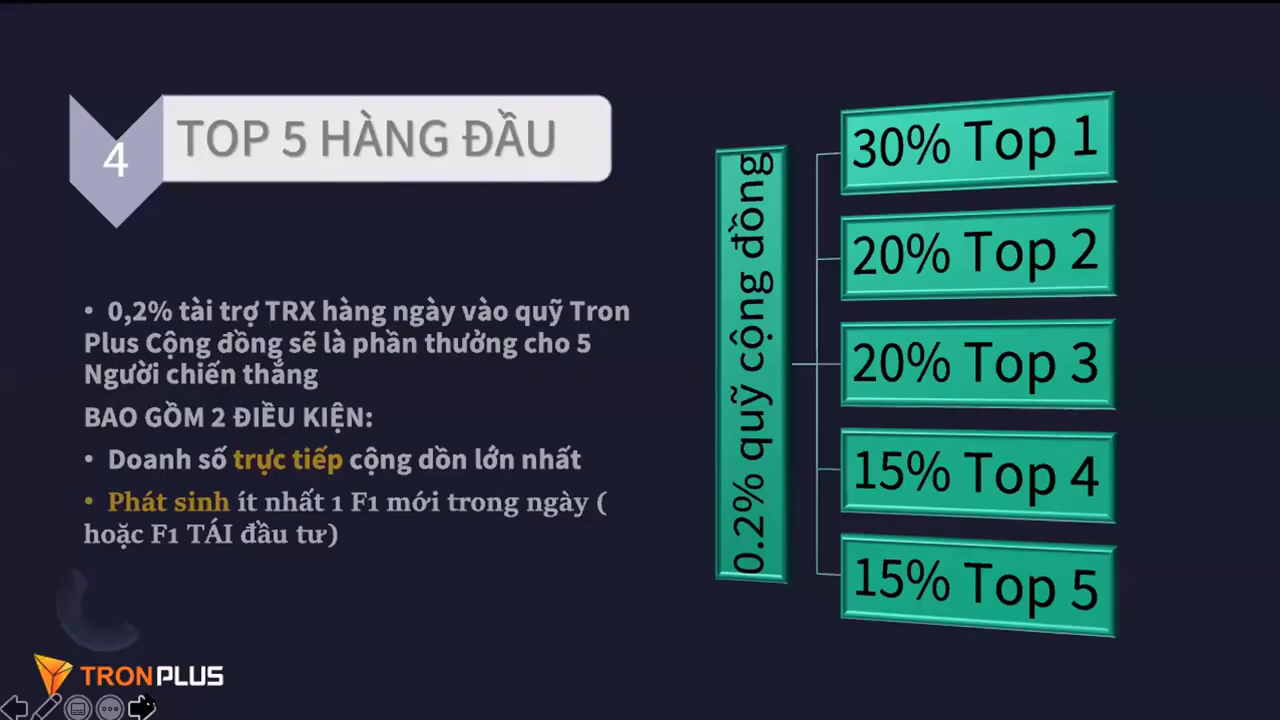 4
TOP 5 HÀNG ĐẦU
• 0,2% tài trợ TRX hàng ngày vào quỹ Tron
Plus Cộng đồng sẽ là phần thưởng cho 5
Người chiến thắng
BAO GỒM 2 ĐIỀU KIỆN:
• Doanh số trực tiếp cộng dồn lớn nhất
• Phát sinh ít nhất 1 F1 mới trong ngày (
hoặc F1 TÁI đầu tư)
0.2% quỹ cộng đồng
30% Top 1
20% Top 2
20% Top 3
15% Top 4
15% Top 5
TRONPLUS